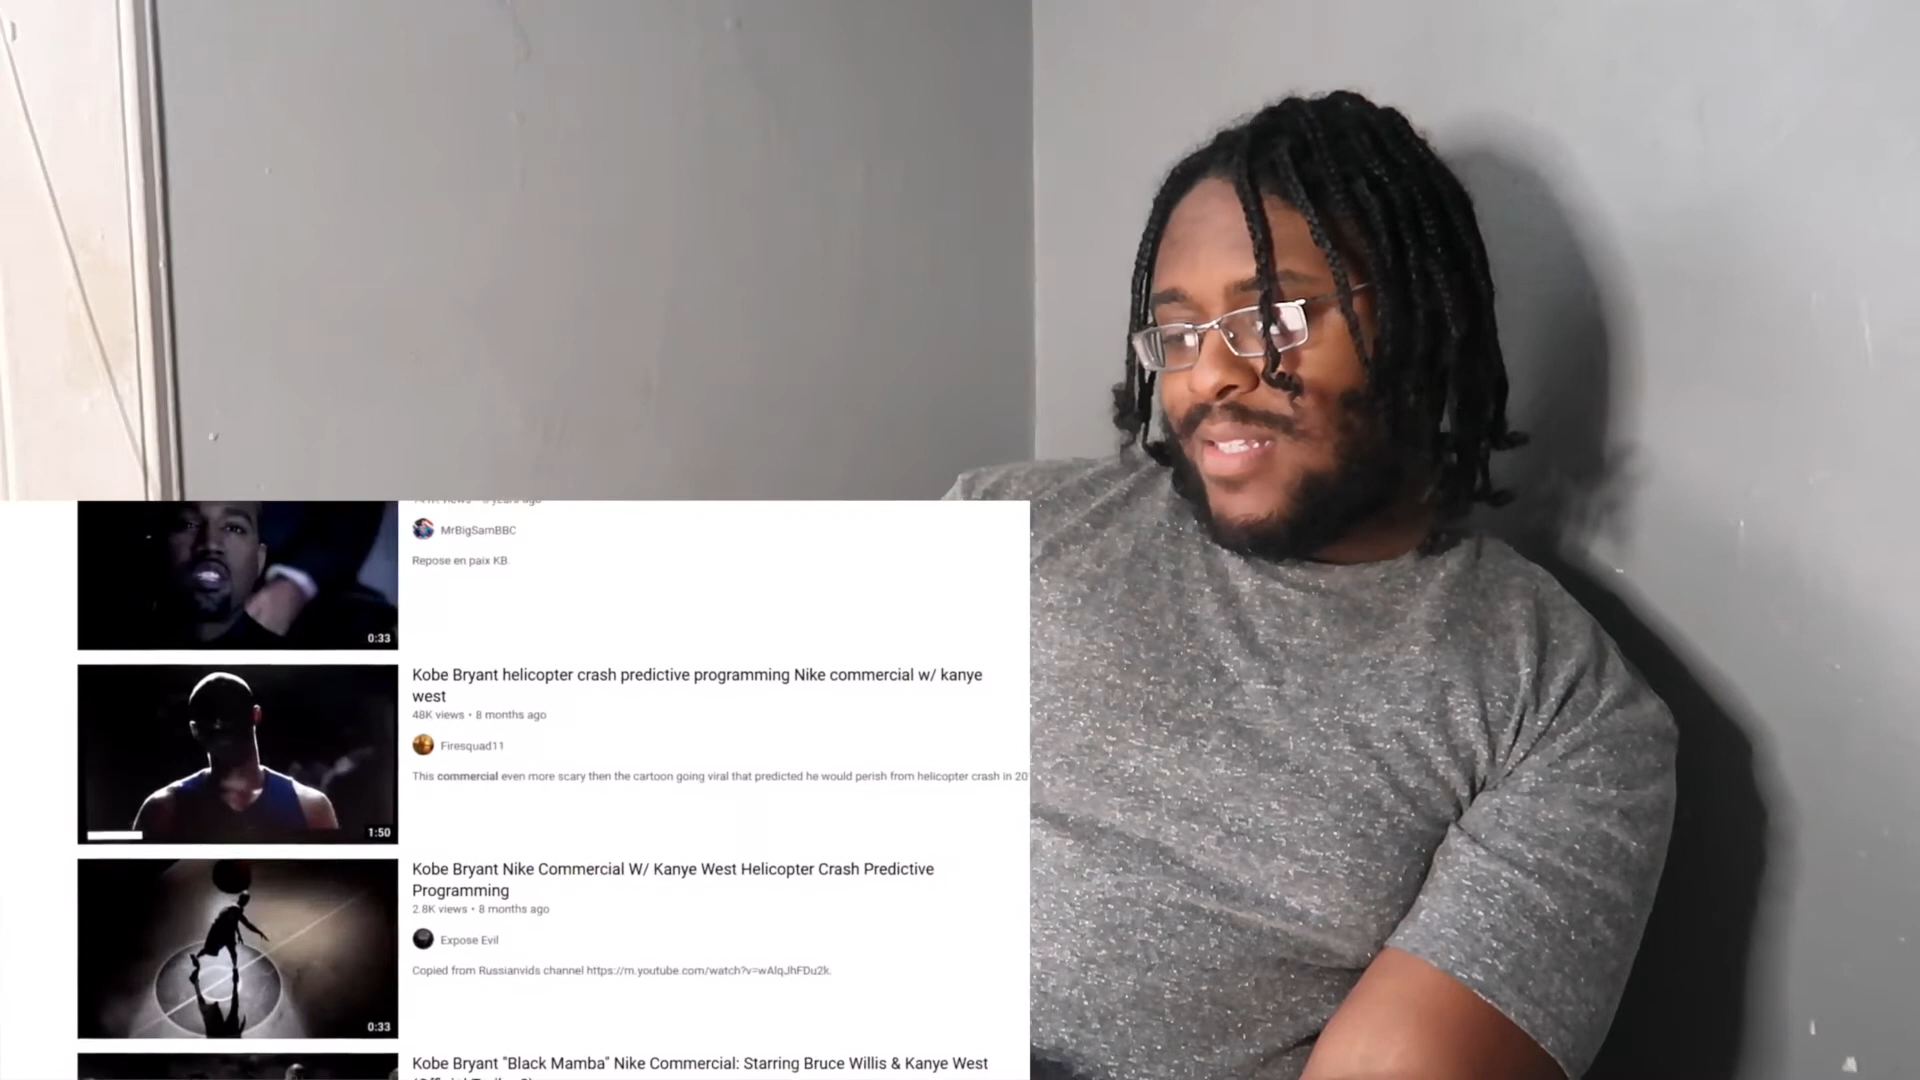 MrBigSamBBC
Repose en paix KB.
0:33
Kobe Bryant helicopter crash predictive programming Nike commercial w/ kanye
west
48K views • 8 months ago
Firesquad11
This commercial even more scary then the cartoon going viral that predicted he would perish from helicopter crash in 20
1:50
Kobe Bryant Nike Commercial W/ Kanye West Helicopter Crash Predictive
Programming
2.8K views • 8 months ago
Expose Evil
Copied from Russianvids channel https://m.youtube.com/watch?v=wAlqJhFDu2k.
0:33
Kobe Bryant "Black Mamba" Nike Commercial: Starring Bruce Willis & Kanye West